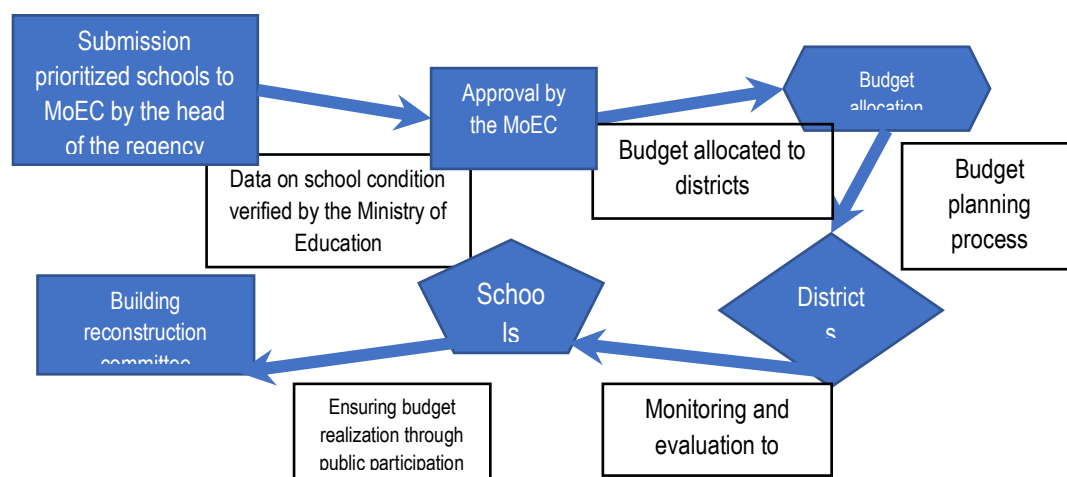 Submission
prioritized schools to
MoEC by the head
of the regency
Approval by
the MoEC
Budget
allocation
Data on school condition
verified by the Ministry of
Education
Budget allocated to
districts
Budget
planning
process
District
s
Schoo
ls
Building
reconstruction
committee
Ensuring budget
realization through
public participation
Monitoring and
evaluation to